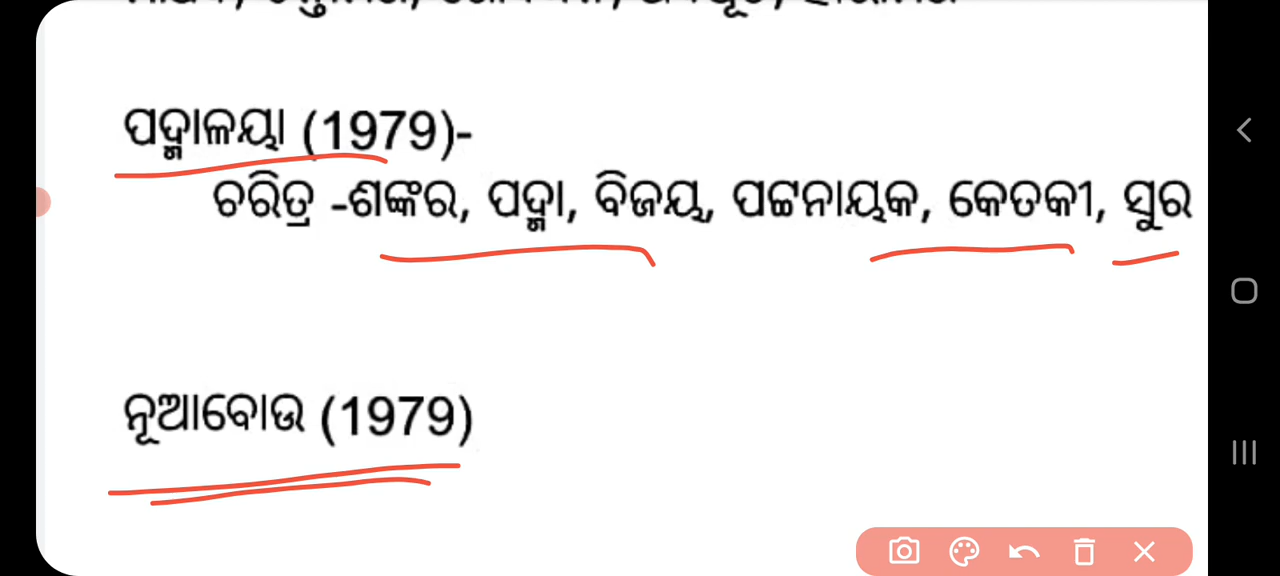 ପଦ୍ମାଳୟା (1979)-
ଚରିତ୍ର -ଶଙ୍କର, ପଦ୍ମା, ବିଜୟ, ପଟ୍ଟନାୟକ, କେତକୀ, ସୁର
ନୂଆବୋଉ (1979)